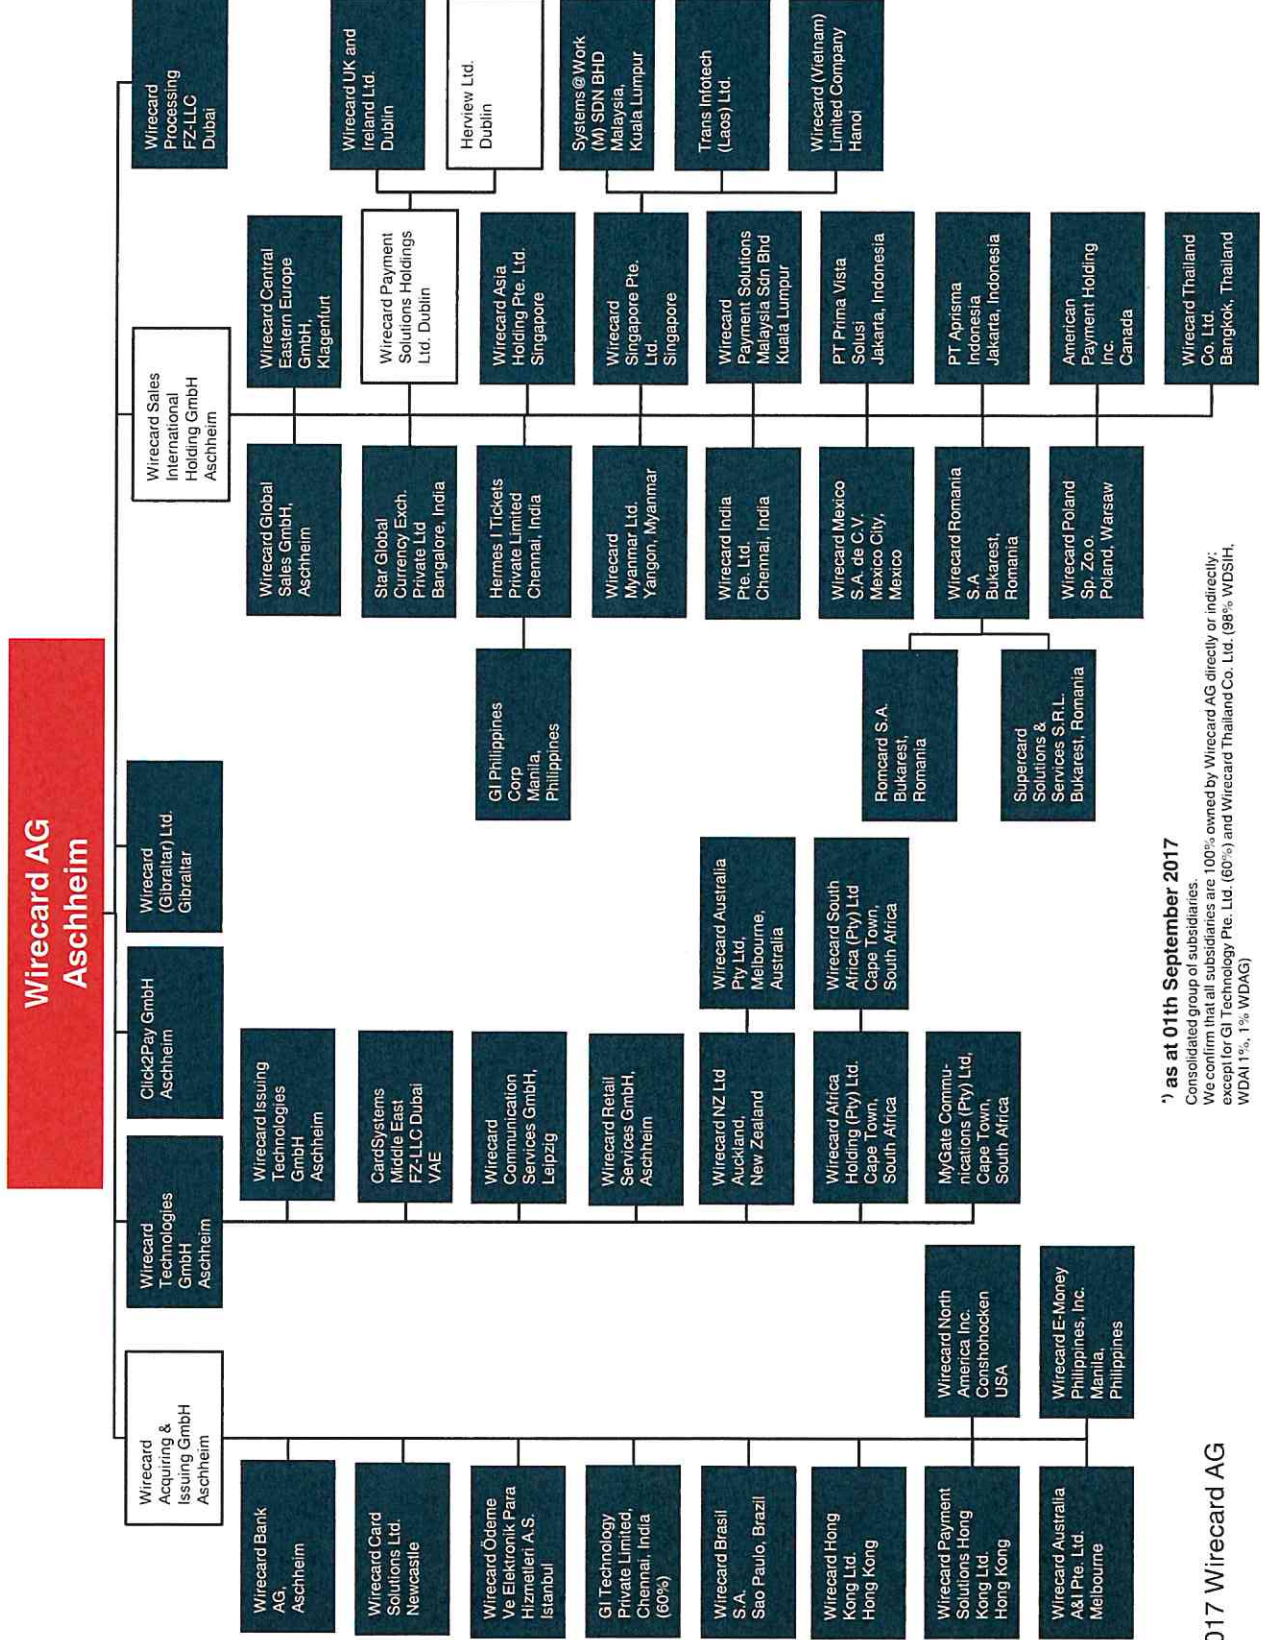 Wirecard AG
Aschheim
Wirecard
Acquiring &
Issuing GmbH
Aschheim
Wirecard
Technologies
GmbH
Aschheim
Click2Pay GmbH
Aschheim
Wirecard
(Gibraltar) Ltd.
Gibraltar
Wirecard Sales
International
Holding GmbH
Aschheim
Wirecard
Processing
FZ-LLC
Dubai
Wirecard Bank
AG,
Aschheim
Wirecard Card
Solutions Ltd.
Newcastle
Wirecard Ödeme
Ve Elektronik Para
Hizmetleri A.S.
Istanbul
GI Technology
Private Limited,
Chennai, India
(60%)
Wirecard Brasil
S.A.
Sao Paulo, Brazil
Wirecard Hong
Kong Ltd.
Hong Kong
Wirecard Payment
Solutions Hong
Kong Ltd.
Hong Kong
Wirecard Australia
A&I Pte. Ltd.
Melbourne
Wirecard North
America Inc.
Conshohocken
USA
Wirecard E-Money
Philippines, Inc.
Manila,
Philippines
Wirecard Issuing
Technologies
GmbH
Aschheim
CardSystems
Middle East
FZ-LLC Dubai
VAE
Wirecard
Communication
Services GmbH,
Leipzig
Wirecard Retail
Services GmbH,
Aschheim
Wirecard NZ Ltd
Auckland,
New Zealand
Wirecard Africa
Holding (Pty) Ltd.
Cape Town,
South Africa
MyGate Commu-
nications (Pty) Ltd,
Cape Town,
South Africa
Wirecard Australia
Pty Ltd,
Melbourne,
Australia
Wirecard South
Africa (Pty) Ltd
Cape Town,
South Africa
GI Philippines
Corp
Manila,
Philippines
Romcard S.A.
Bukarest,
Romania
Supercard
Solutions &
Services S.R.L.
Bukarest, Romania
Wirecard Global
Sales GmbH,
Aschheim
Star Global
Currency Exch.
Private Ltd
Bangalore, India
Hermes I Tickets
Private Limited
Chennai, India
Wirecard
Myanmar Ltd.
Yangon, Myanmar
Wirecard India
Pte. Ltd.
Chennai, India
Wirecard Mexico
S.A. de C.V.
Mexico City,
Mexico
Wirecard Romania
S.A
Bukarest,
Romania
Wirecard Poland
Sp. Zo.o.
Poland, Warsaw
Wirecard Central
Eastern Europe
GmbH,
Klagenfurt
Wirecard Payment
Solutions Holdings
Ltd. Dublin
Wirecard Asia
Holding Pte. Ltd.
Singapore
Wirecard
Singapore Pte.
Ltd.
Singapore
Wirecard
Payment Solutions
Malaysia Sdn Bhd
Kuala Lumpur
PT Prima Vista
Solusi
Jakarta, Indonesia
PT Aprisma
Indonesia
Jakarta, Indonesia
American
Payment Holding
Inc.
Canada
Wirecard Thailand
Co. Ltd.
Bangkok, Thailand
Wirecard UK and
Ireland Ltd.
Dublin
Herview Ltd.
Dublin
Systems@Work
(M) SDN BHD
Malaysia,
Kuala Lumpur
Trans Infotech
(Laos) Ltd.
Wirecard (Vietnam)
Limited Company
Hanoi
*) as at 01th September 2017
Consolidated group of subsidiaries.
We confirm that all subsidiaries are 100% owned by Wirecard AG directly or indirectly:
except for GI Technology Pte. Ltd. (60%) and Wirecard Thailand Co. Ltd. (98% WDSIH,
WDAI 1%, 1% WDAG)
017 Wirecard AG